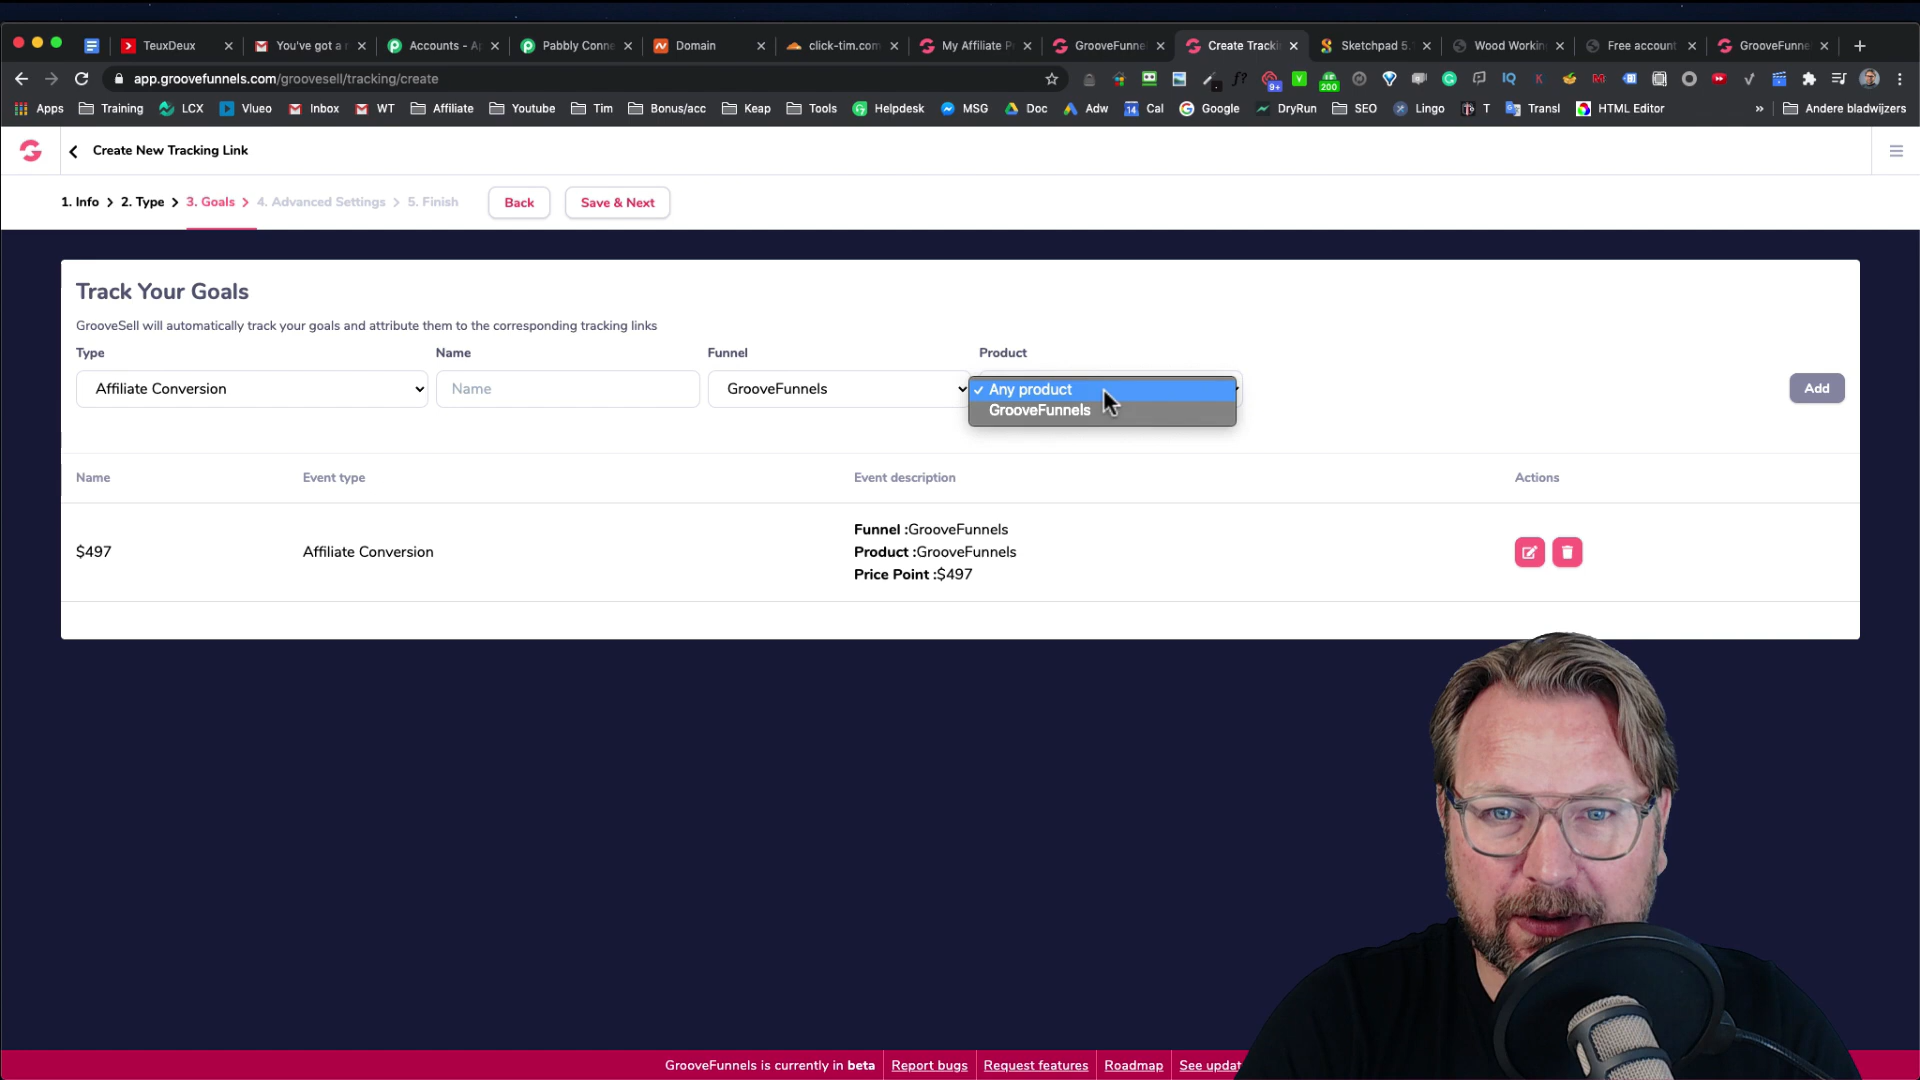 TeuxDeux
You've got a
Accounts - A
Pabbly Conne
Domain
click-tim.com
My Affiliate P
GrooveFunne
Create Tracki
Sketchpad 5.
Wood Workin
Free account
GrooveFunne
app.groovefunnels.com/groovesell/tracking/create
Apps
Training
LCX
Vlueo
Inbox
WT
Affiliate
Youtube
Tim
Bonus/acc
Keap
Tools
Helpdesk
MSG
Doc
Adw
Cal
Google
DryRun
SEO
Lingo
T
Transl
HTML Editor
» Andere bladwijzers
Create New Tracking Link
1. Info > 2. Type > 3. Goals > 4. Advanced Settings > 5. Finish
Back
Save & Next
Track Your Goals
GrooveSell will automatically track your goals and attribute them to the corresponding tracking links
Type Name Funnel Product
Affiliate Conversion Name GrooveFunnels ✓ Any product Add
GrooveFunnels
Name Event type Event description Actions
Funnel :GrooveFunnels
$497 Affiliate Conversion Product :GrooveFunnels
Price Point :$497
GrooveFunnels is currently in beta
Report bugs
Request features
Roadmap
See updat